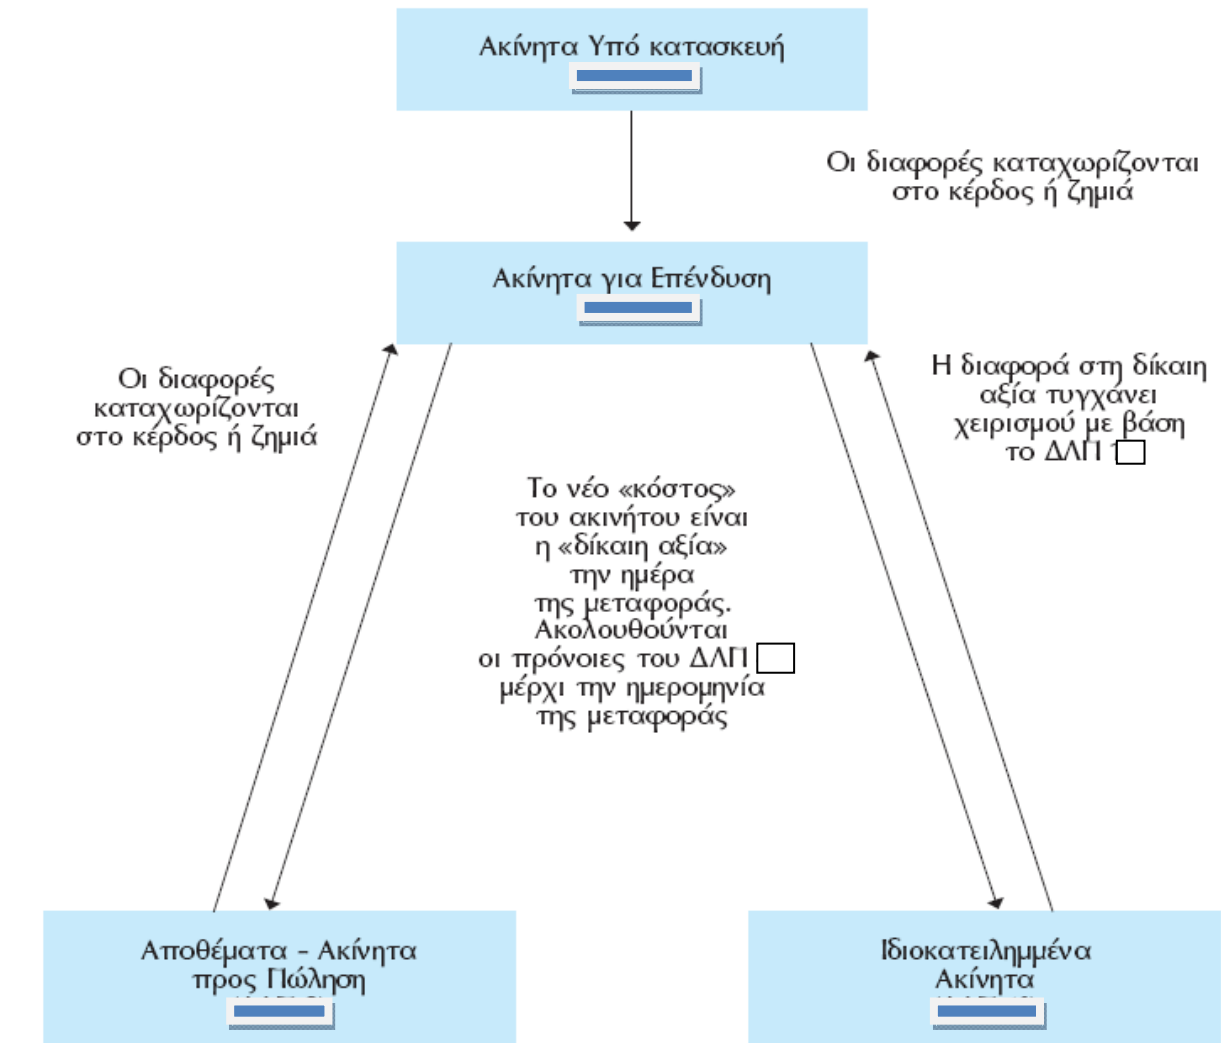 Ακίνητα Υπό κατασκευή
Οι διαφορές καταχωρίζονται
στο κέρδος ή ζημιά
Ακίνητα για Επένδυση
Οι διαφορές
καταχωρίζονται
στο κέρδος ή ζημιά
Η διαφορά στη δίκαιη
αξία τυγχάνει
χειρισμού με βάση
το ΔΛΠ
Το νέο «κόστος»
του ακινήτου είναι
η «δίκαιη αξία»
την ημέρα
της μεταφοράς.
Ακολουθούνται
οι πρόνοιες του ΔΛΠ
μέρχι την ημερομηνία
της μεταφοράς
Αποθέματα - Ακίνητα
προς Πώληση
Ιδιοκατειλημμένα
Ακίνητα